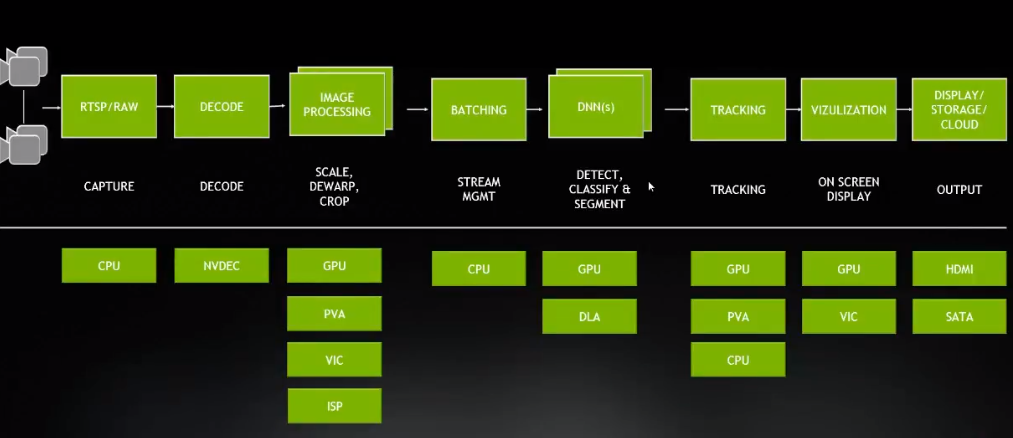 RTSP/RAW
DECODE
IMAGE
PROCESSING
BATCHING
DNN(s)
TRACKING
VIZULIZATION
DISPLAY/
STORAGE/
CLOUD
CAPTURE
DECODE
SCALE,
DEWARP,
CROP
STREAM
MGMT
DETECT,
CLASSIFY &
SEGMENT
TRACKING
ON SCREEN
DISPLAY
OUTPUT
CPU
NVDEC
GPU
CPU
GPU
GPU
GPU
HDMI
PVA
DLA
PVA
VIC
SATA
VIC
CPU
ISP